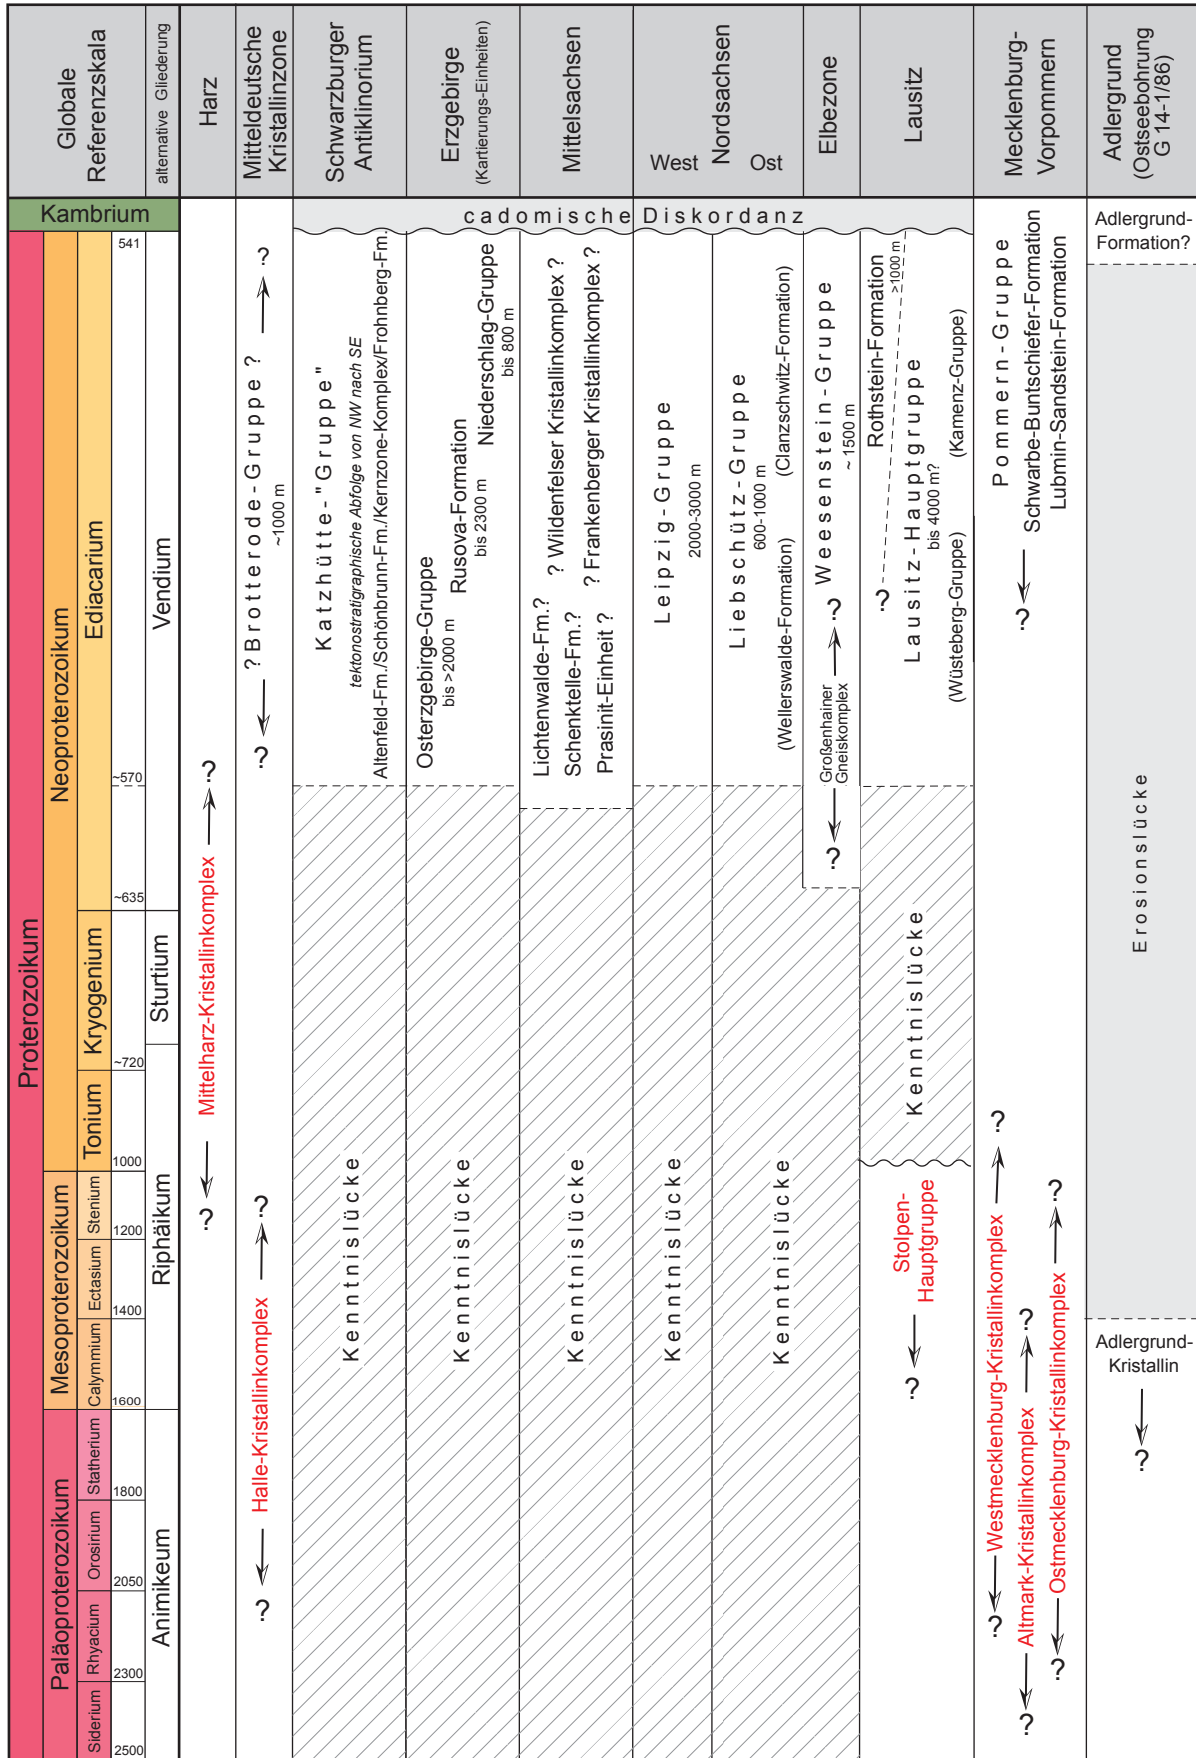 Globale
Referenzskala
alternative Gliederung
Harz
Mitteldeutsche
Kristallinzone
Schwarzburger
Antiklinorium
Erzgebirge
(Kartierungs-Einheiten)
Mittelsachsen
Nordsachsen
West
Ost
Elbezone
Lausitz
Mecklenburg-
Vorpommern
Adlergrund
(Ostseebohrung
G 14-1/86)
Kambrium
cadomische Diskordanz
Proterozoikum
Neoproterozoikum
Mesoproterozoikum
Paläoproterozoikum
Ediacarium
Kryogenium
Tonium
Stenium
Ectasium
Calymmium
Statherium
Orosirium
Rhyacium
Siderium
541
~570
~635
~720
1000
1200
1400
1600
1800
2050
2300
2500
Vendium
Sturtium
Riphäikum
Animikeum
?
Mittelharz-Kristallinkomplex
?
?
? Brotterode-Gruppe ?
~1000 m
?
?
Halle-Kristallinkomplex
?
Katzhütte-"Gruppe"
tektonostratigraphische Abfolge von NW nach SE
Altenfeld-Fm./Schönbrunn-Fm./Kernzone-Komplex/Frohnberg-Fm.
Kenntnislücke
Osterzgebirge-Gruppe
bis >2000 m
Rusova-Formation
bis 2300 m
Niederschlag-Gruppe
bis 800 m
Kenntnislücke
Lichtenwalde-Fm.?
? Wildenfelser Kristallinkomplex ?
Schenktelle-Fm.?
? Frankenberger Kristallinkomplex ?
Prasinit-Einheit ?
Kenntnislücke
Leipzig-Gruppe
2000-3000 m
Kenntnislücke
Liebschütz-Gruppe
600-1000 m
(Wellerswalde-Formation)
(Clanzschwitz-Formation)
Kenntnislücke
Weesenstein-Gruppe
~ 1500 m
?
Großenhainer
Gneiskomplex
?
Rothstein-Formation
>1000 m
?
Lausitz-Hauptgruppe
bis 4000 m?
(Wüsteberg-Gruppe)
(Kamenz-Gruppe)
Kenntnislücke
Stolpen-
Hauptgruppe
?
Pommern-Gruppe
Schwarbe-Buntschiefer-Formation
Lubmin-Sandstein-Formation
?
?
Westmecklenburg-Kristallinkomplex
?
?
Altmark-Kristallinkomplex
?
?
Ostmecklenburg-Kristallinkomplex
?
Adlergrund-
Formation?
Erosionslücke
Adlergrund-
Kristallin
?